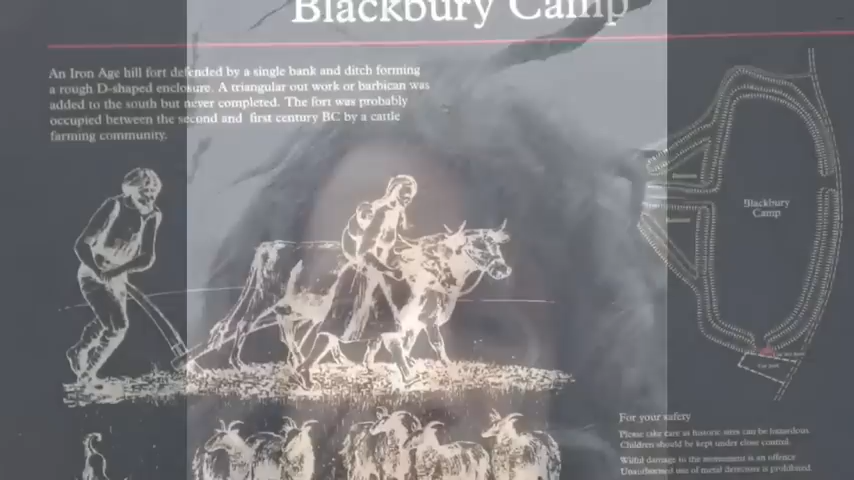 Blackbury Camp
An Iron Age hill fort defended by a single bank and ditch forming
a rough D-shaped enclosure. A triangular out work or barbican was
added to the south but never completed. The fort was probably
occupied between the second and first century BC by a cattle
farming community.
Blackbury
Camp
Car park
For your safety
Please take care as historic sites can be hazardous.
Children should be kept under close control.
Wilful damage to the monument is an offence
Unauthorised use of metal detectors is prohibited.